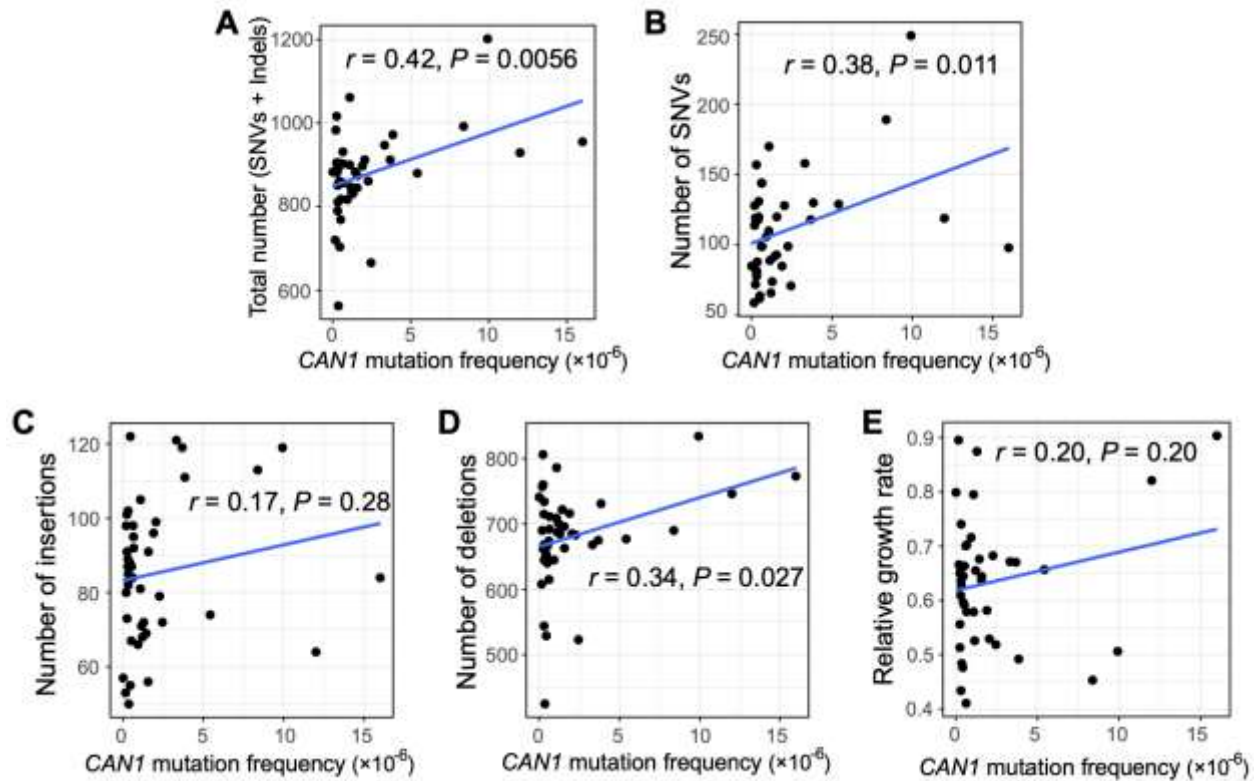 A
Total number (SNVs + Indels)
1200
1000
800
600
r = 0.42, P = 0.0056
0 5 10 15
CAN1 mutation frequency (×10-6)
B
Number of SNVs
250
200
150
100
50
r = 0.38, P = 0.011
0 5 10 15
CAN1 mutation frequency (×10-6)
C
Number of insertions
120
100
80
60
r = 0.17, P = 0.28
0 5 10 15
CAN1 mutation frequency (×10-6)
D
Number of deletions
800
700
600
500
r = 0.34, P = 0.027
0 5 10 15
CAN1 mutation frequency (×10-6)
E
Relative growth rate
0.9
0.8
0.7
0.6
0.5
0.4
r = 0.20, P = 0.20
0 5 10 15
CAN1 mutation frequency (×10-6)